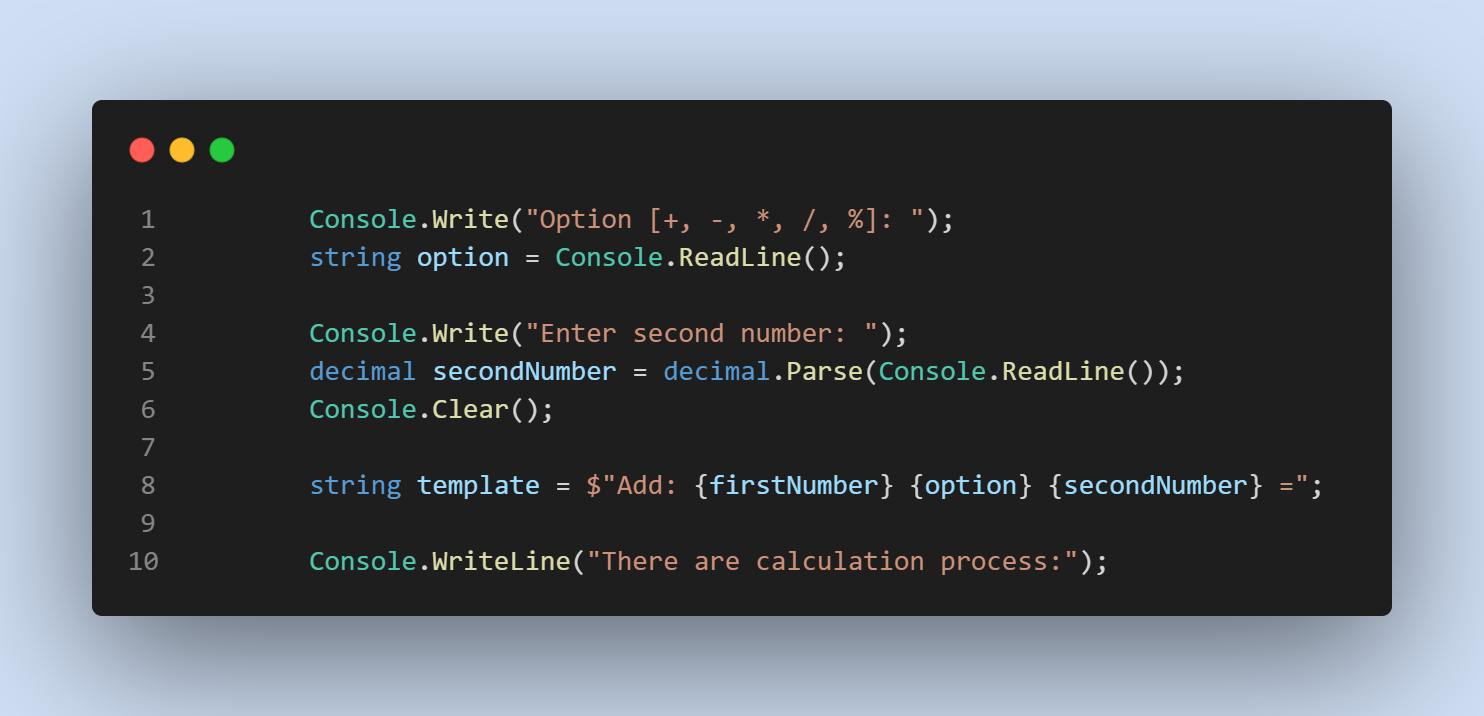 1 Console.Write("Option [+, -, *, /, %]: ");
2 string option = Console.ReadLine();
3
4 Console.Write("Enter second number: ");
5 decimal secondNumber = decimal.Parse(Console.ReadLine());
6 Console.Clear();
7
8 string template = $"Add: {firstNumber} {option} {secondNumber} =";
9
10 Console.WriteLine("There are calculation process:");